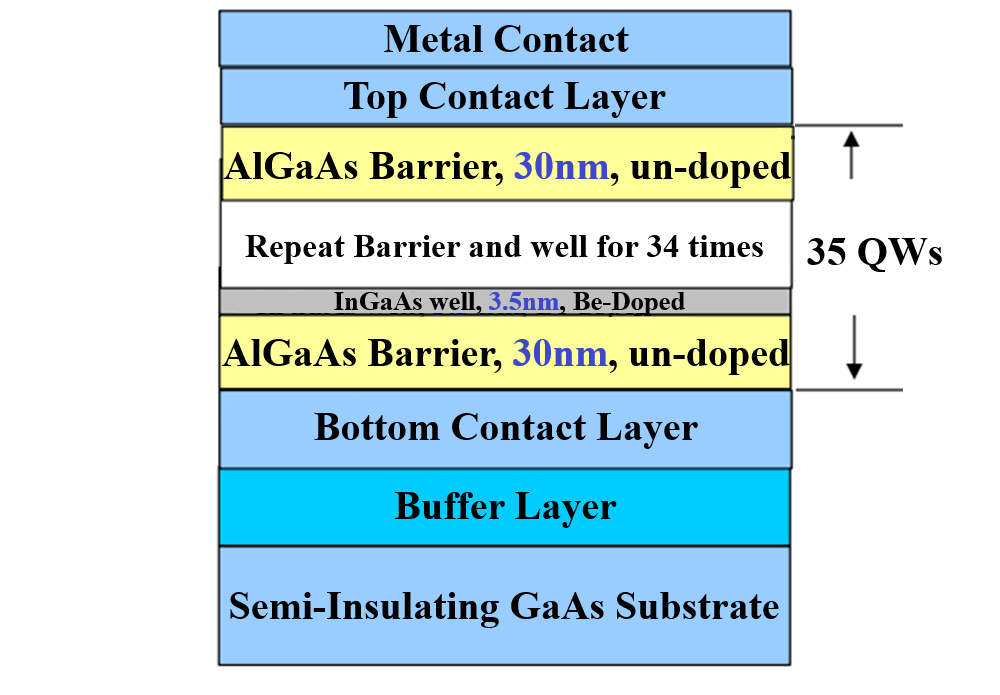 Metal Contact
Top Contact Layer
AlGaAs Barrier, 30nm, un-doped
Repeat Barrier and well for 34 times
35 QWs
InGaAs well, 3.5nm, Be-Doped
AlGaAs Barrier, 30nm, un-doped
Bottom Contact Layer
Buffer Layer
Semi-Insulating GaAs Substrate